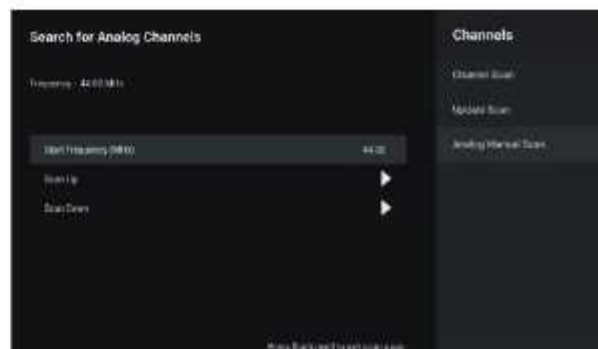 Search for Analog Channels
Frequency : 44.00 MHz
Start Frequency (MHz) 44.00
Scan Up
Scan Down
Channels
Channel Scan
Update Scan
Analog Manual Scan